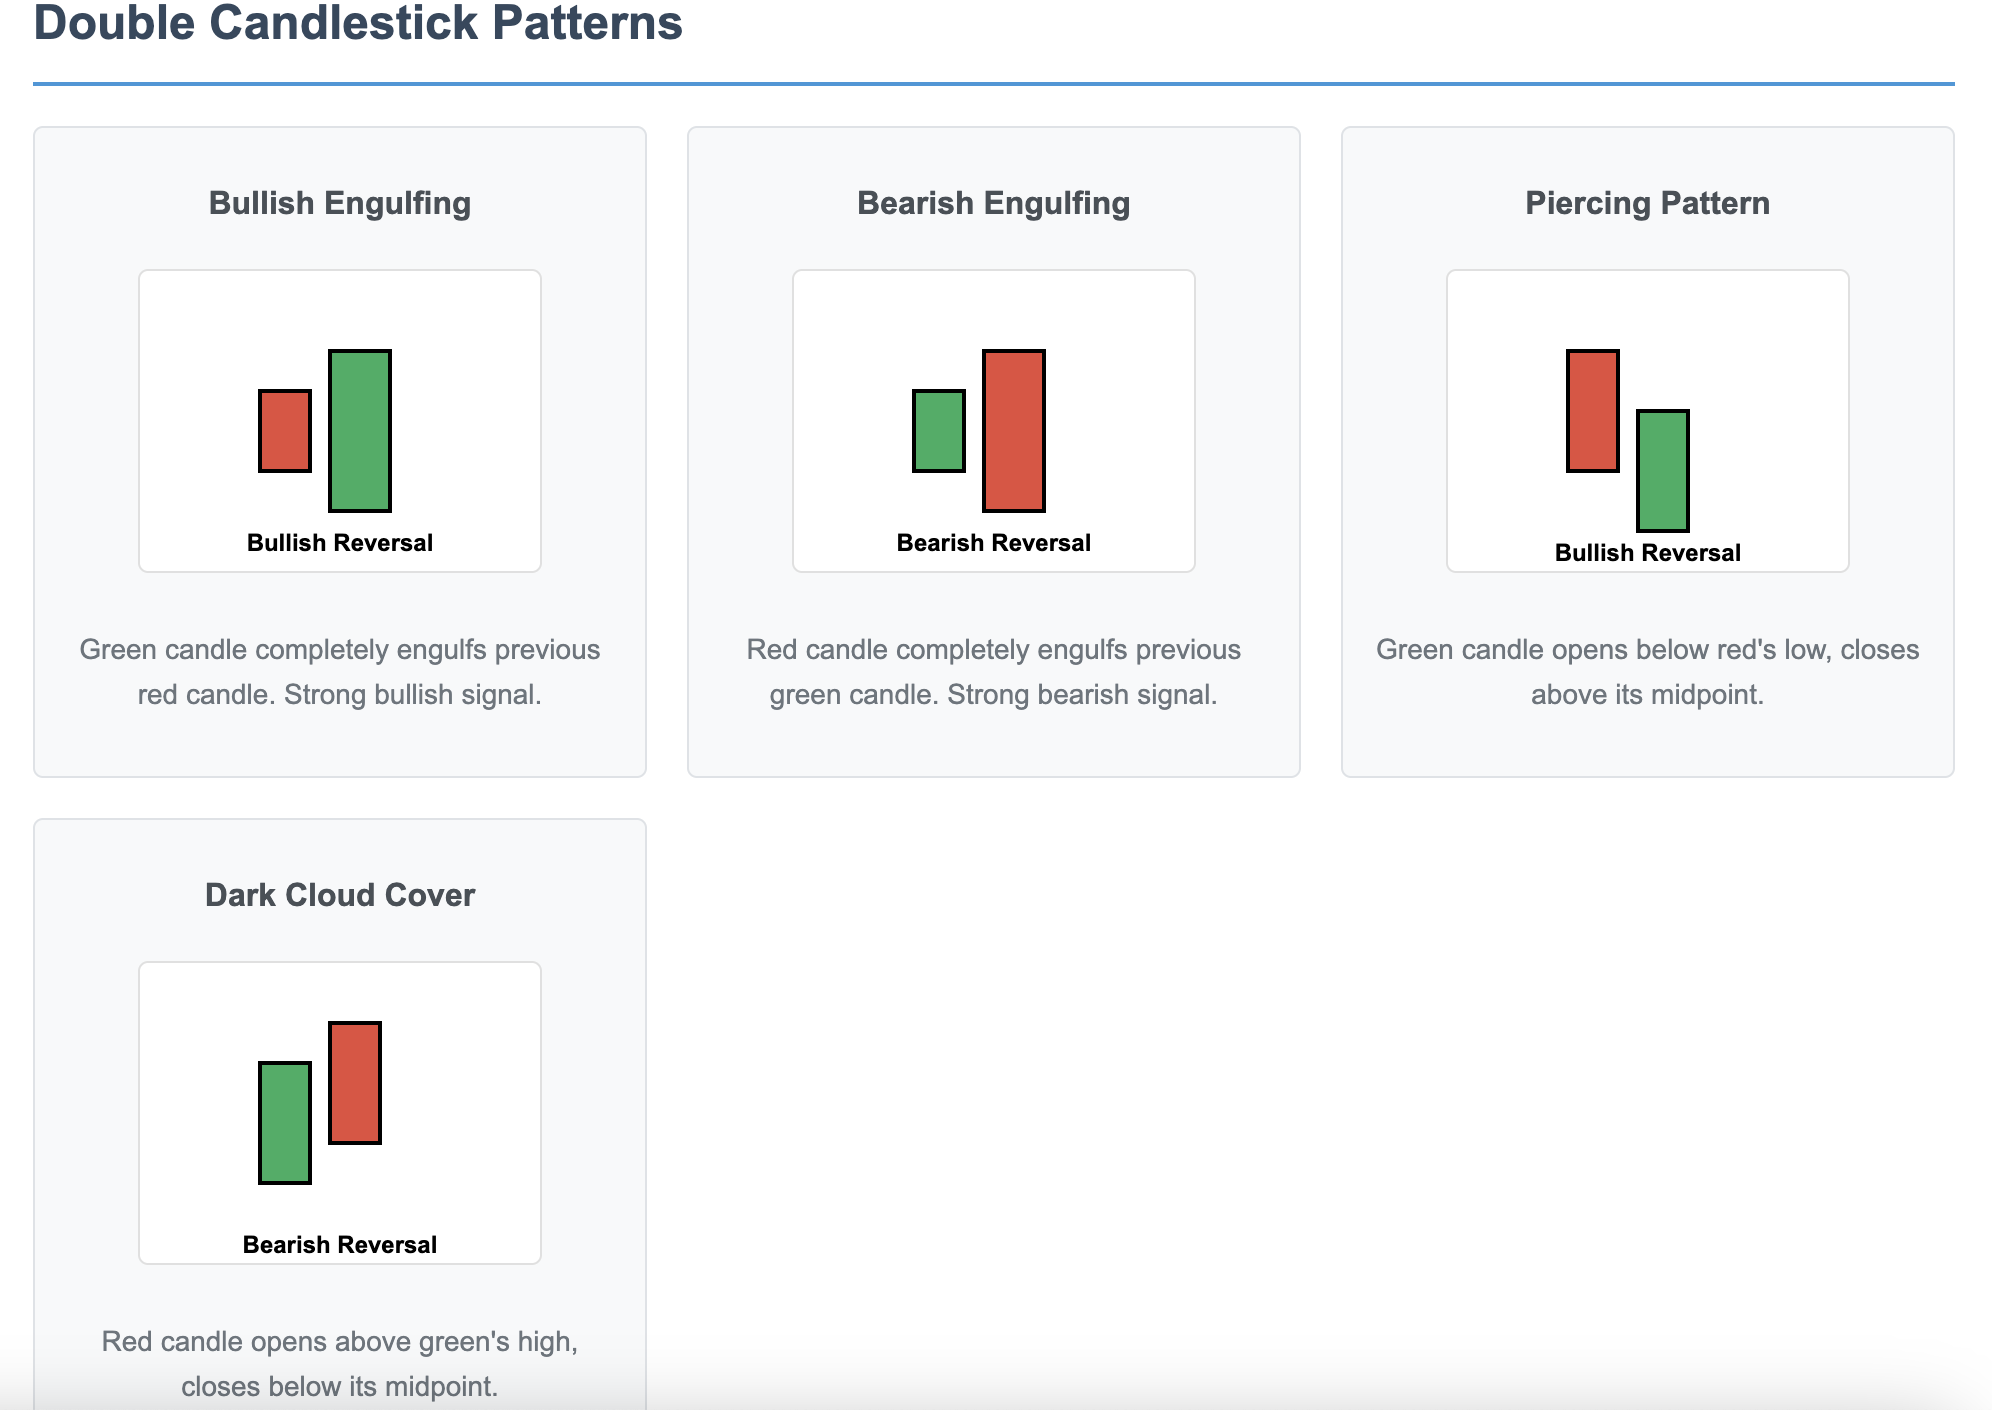 Double Candlestick Patterns
Bullish Engulfing
Bullish Reversal
Green candle completely engulfs previous
red candle. Strong bullish signal.
Bearish Engulfing
Bearish Reversal
Red candle completely engulfs previous
green candle. Strong bearish signal.
Piercing Pattern
Bullish Reversal
Green candle opens below red's low, closes
above its midpoint.
Dark Cloud Cover
Bearish Reversal
Red candle opens above green's high,
closes below its midpoint.